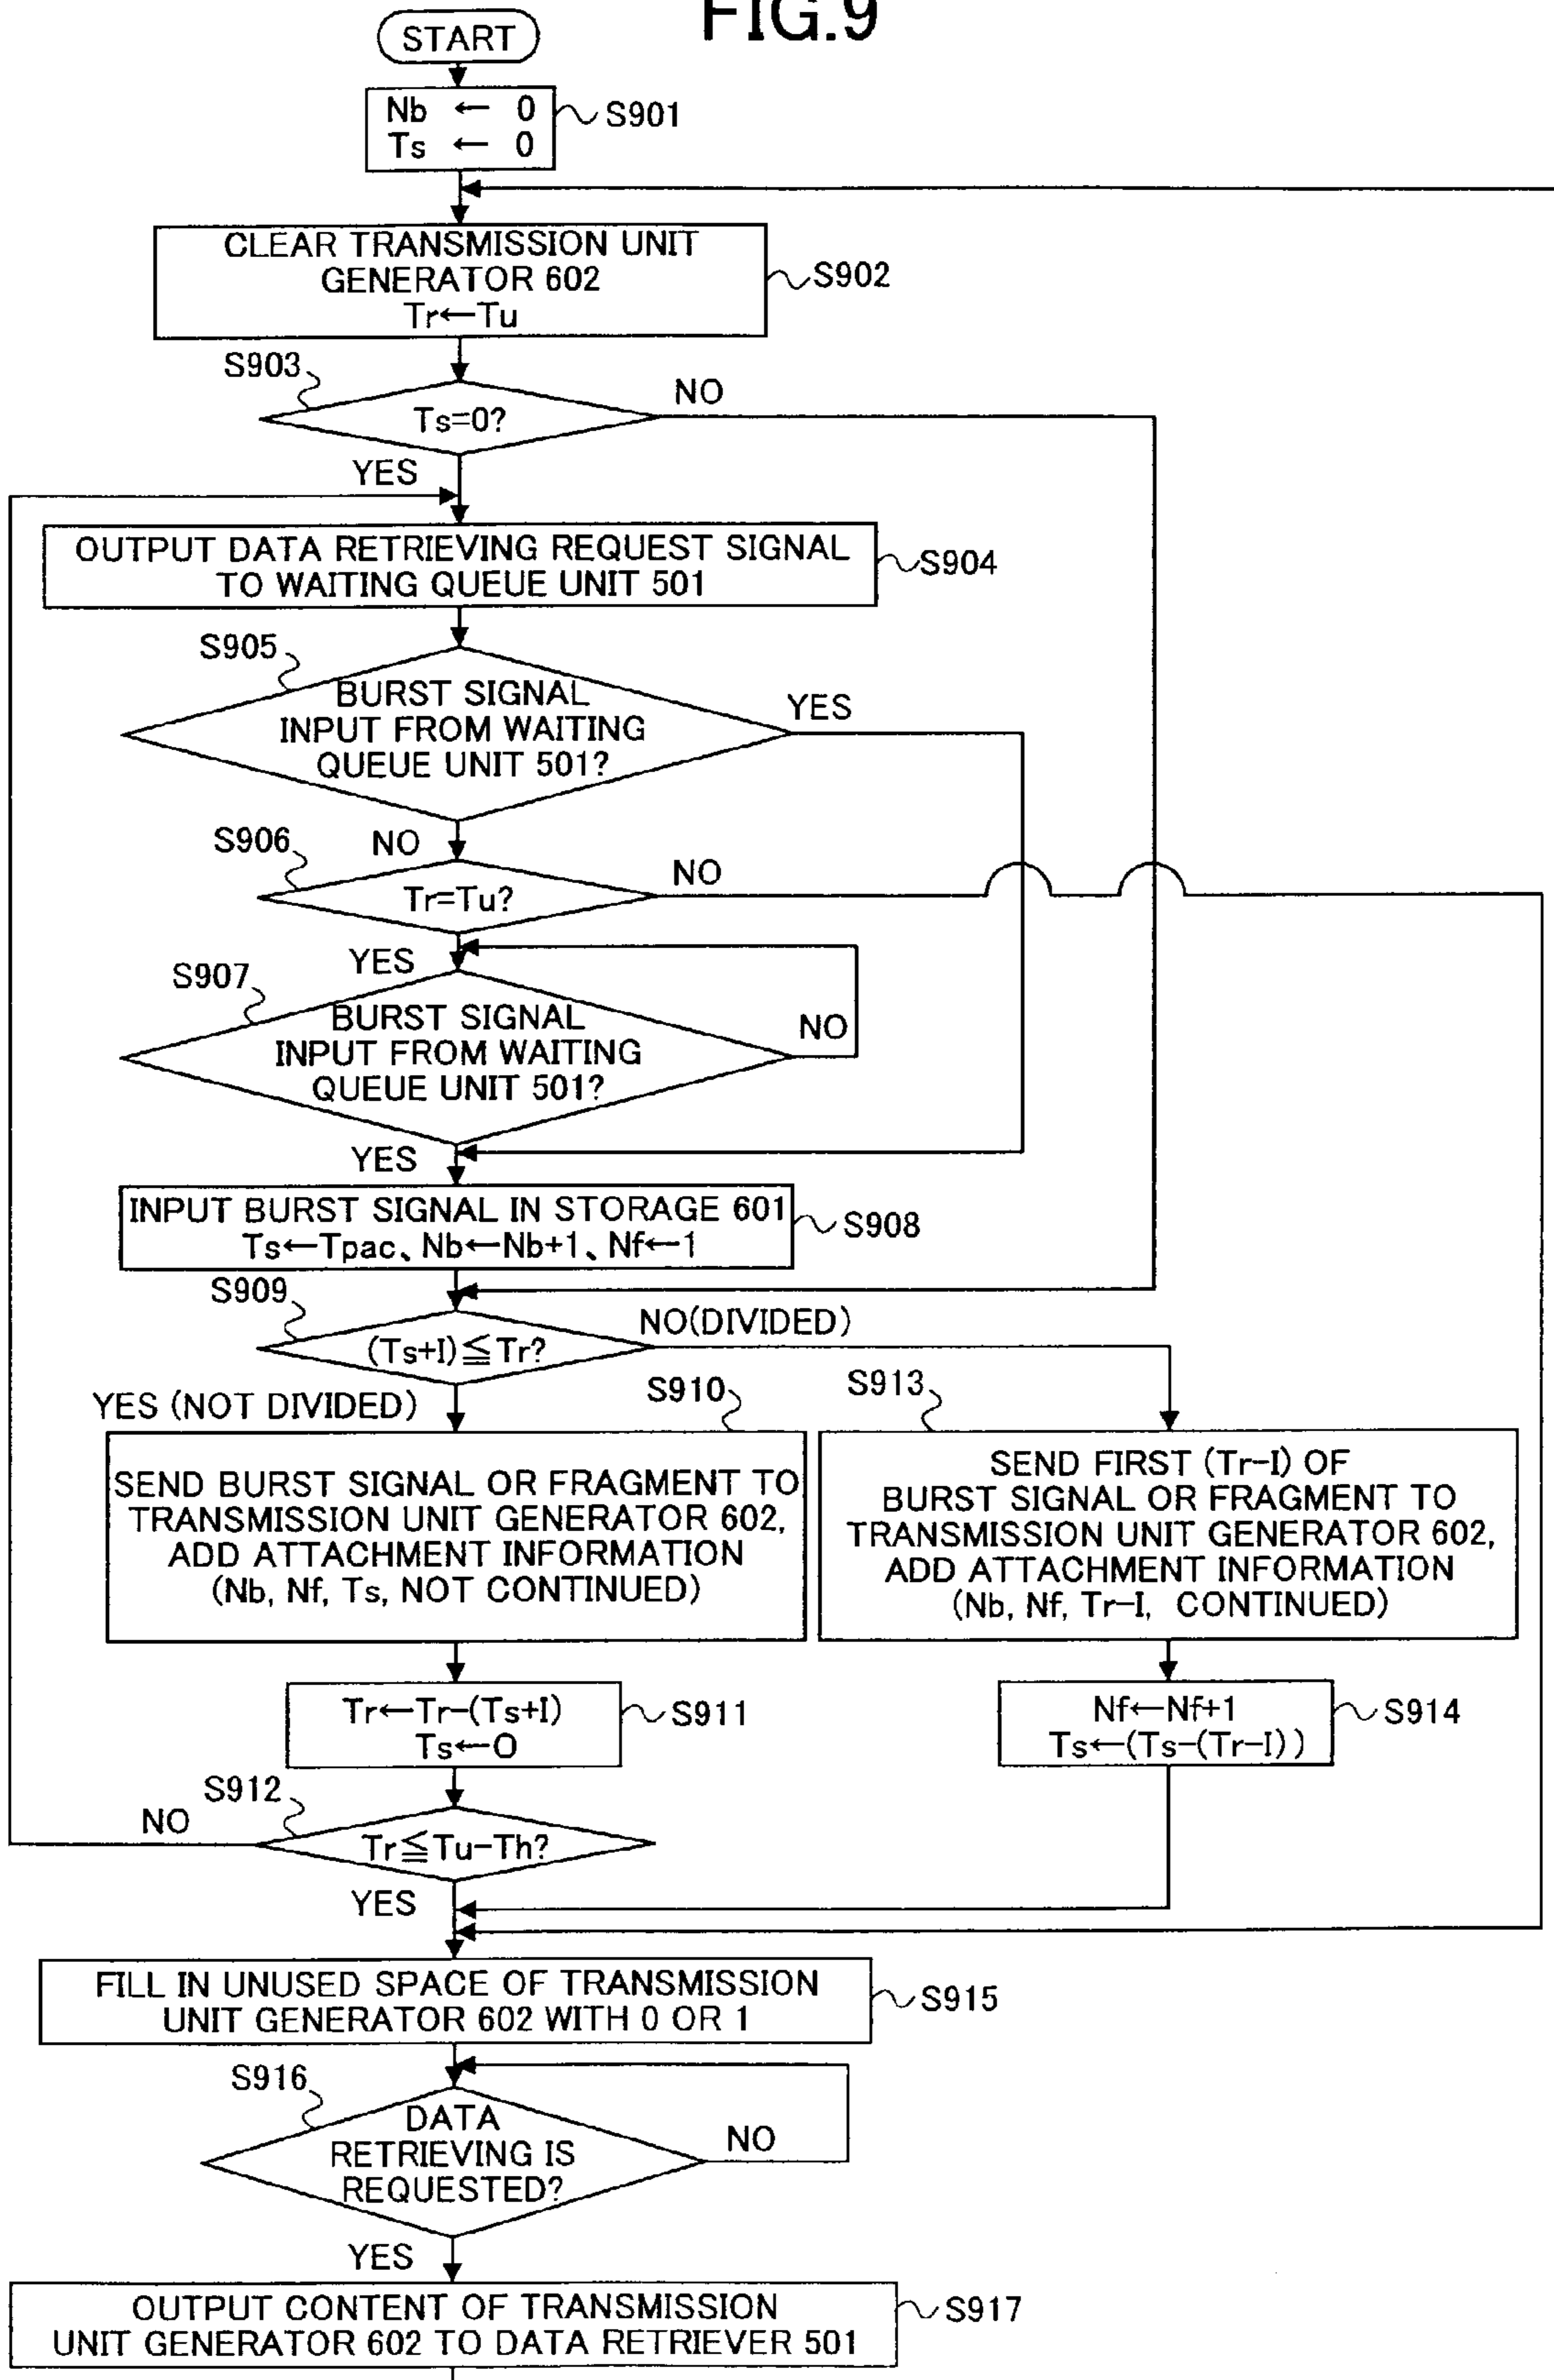 FIG.9
START
Nb ← 0
Ts ← 0
S901
CLEAR TRANSMISSION UNIT
GENERATOR 602
Tr←Tu
S902
S903
Ts=0?
NO
YES
OUTPUT DATA RETRIEVING REQUEST SIGNAL
TO WAITING QUEUE UNIT 501
S904
S905
BURST SIGNAL
INPUT FROM WAITING
QUEUE UNIT 501?
YES
NO
S906
Tr=Tu?
NO
YES
S907
BURST SIGNAL
INPUT FROM WAITING
QUEUE UNIT 501?
NO
YES
INPUT BURST SIGNAL IN STORAGE 601
Ts←Tpac、Nb←Nb+1、Nf←1
S908
S909
(Ts+I)≦Tr?
NO(DIVIDED)
YES (NOT DIVIDED)
S910
SEND BURST SIGNAL OR FRAGMENT TO
TRANSMISSION UNIT GENERATOR 602,
ADD ATTACHMENT INFORMATION
(Nb, Nf, Ts, NOT CONTINUED)
S913
SEND FIRST (Tr-I) OF
BURST SIGNAL OR FRAGMENT TO
TRANSMISSION UNIT GENERATOR 602,
ADD ATTACHMENT INFORMATION
(Nb, Nf, Tr-I, CONTINUED)
Tr←Tr-(Ts+I)
Ts←0
S911
Nf←Nf+1
Ts←(Ts-(Tr-I))
S914
S912
Tr≦Tu-Th?
NO
YES
FILL IN UNUSED SPACE OF TRANSMISSION
UNIT GENERATOR 602 WITH 0 OR 1
S915
S916
DATA
RETRIEVING IS
REQUESTED?
NO
YES
OUTPUT CONTENT OF TRANSMISSION
UNIT GENERATOR 602 TO DATA RETRIEVER 501
S917